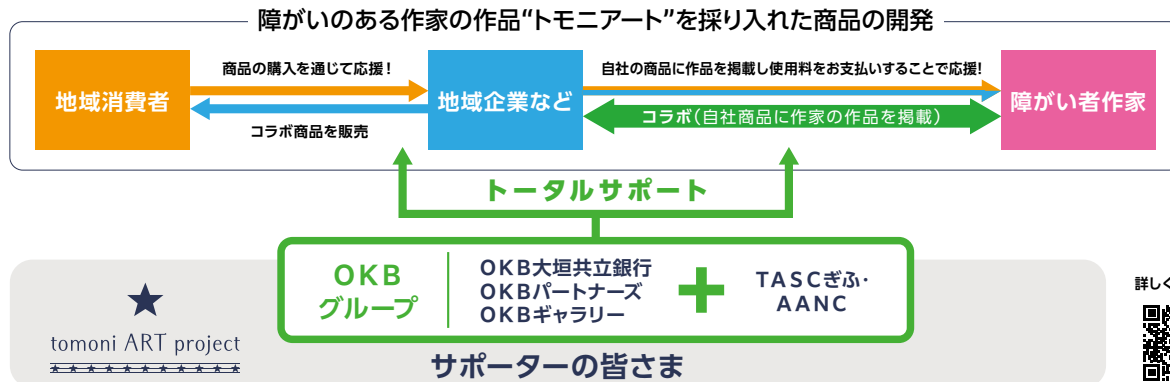 障がいのある作家の作品“トモニアート”を採り入れた商品の開発
地域消費者
商品の購入を通じて応援！
コラボ商品を販売
地域企業など
自社の商品に作品を掲載し使用料をお支払いすることで応援！
コラボ（自社商品に作家の作品を掲載）
障がい者作家
トータルサポート
OKB
グループ
OKB大垣共立銀行
OKBパートナーズ
OKBギャラリー
+
TASCぎふ・
AANC
tomoni ART project
サポーターの皆さま
詳しく